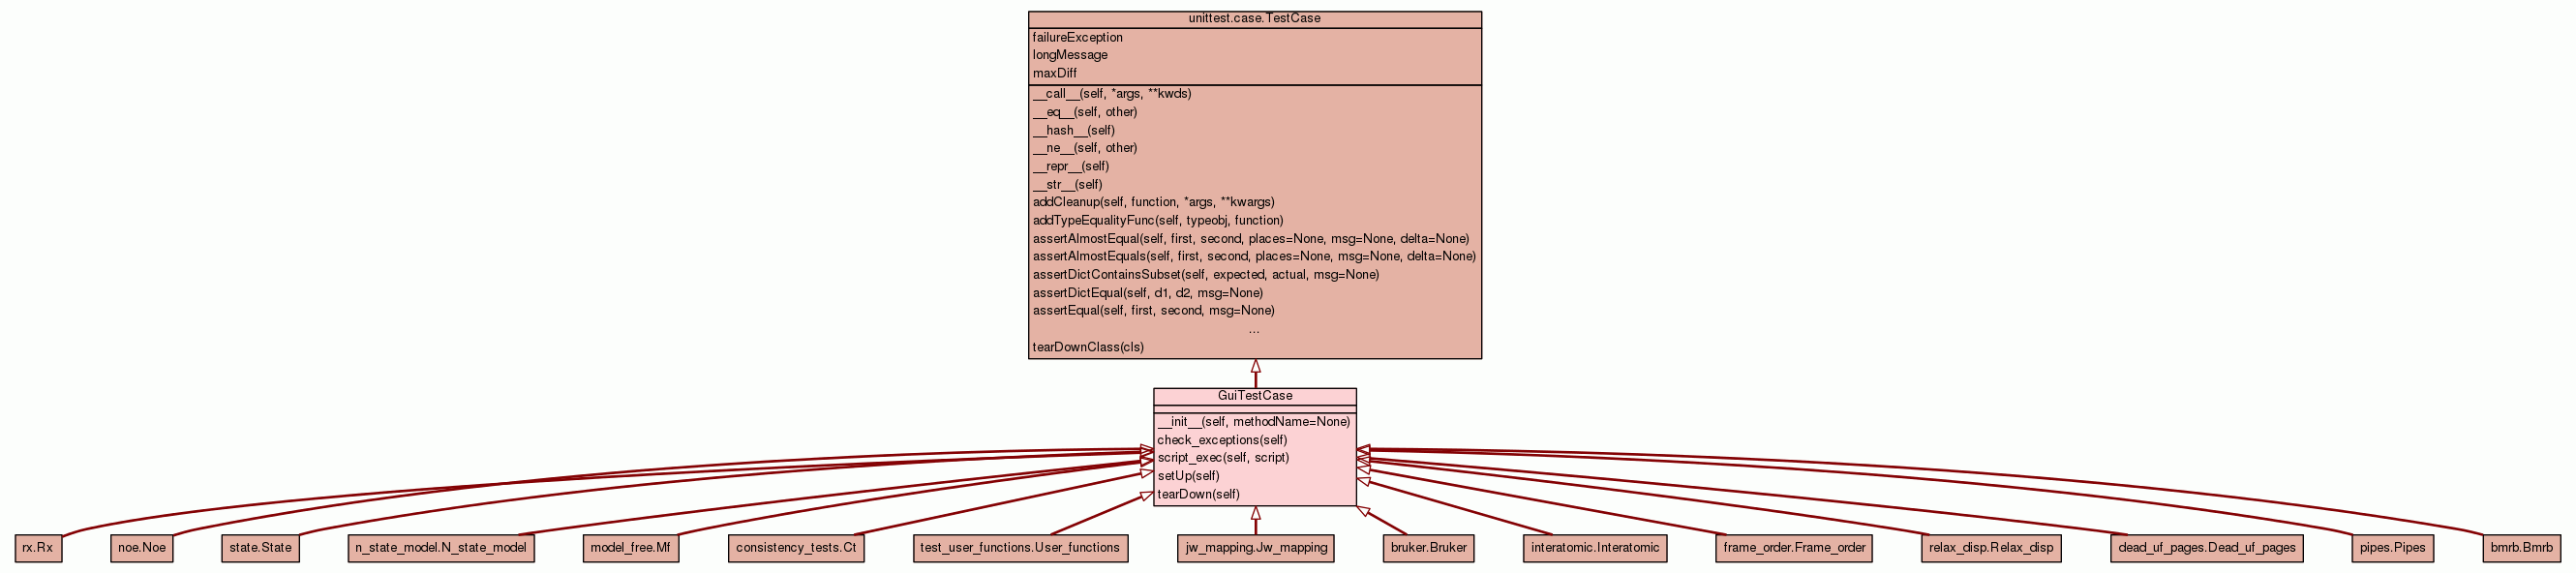 unittest.case.TestCase
failureException
longMessage
maxDiff
__call__(self, *args, **kwds)
__eq__(self, other)
__hash__(self)
__ne__(self, other)
__repr__(self)
__str__(self)
addCleanup(self, function, *args, **kwargs)
addTypeEqualityFunc(self, typeobj, function)
assertAlmostEqual(self, first, second, places=None, msg=None, delta=None)
assertAlmostEquals(self, first, second, places=None, msg=None, delta=None)
assertDictContainsSubset(self, expected, actual, msg=None)
assertDictEqual(self, d1, d2, msg=None)
assertEqual(self, first, second, msg=None)
...
tearDownClass(cls)
GuiTestCase
__init__(self, methodName=None)
check_exceptions(self)
script_exec(self, script)
setUp(self)
tearDown(self)
rx.Rx
noe.Noe
state.State
n_state_model.N_state_model
model_free.Mf
consistency_tests.Ct
test_user_functions.User_functions
jw_mapping.Jw_mapping
bruker.Bruker
interatomic.Interatomic
frame_order.Frame_order
relax_disp.Relax_disp
dead_uf_pages.Dead_uf_pages
pipes.Pipes
bmrb.Bmrb